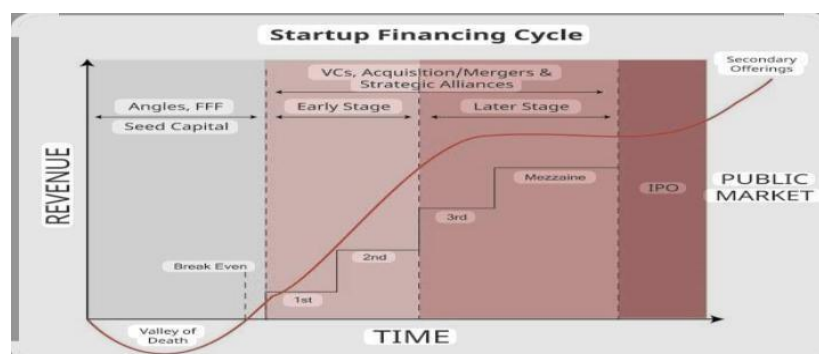 Startup Financing Cycle
Secondary
Offerings
VCs, Acquisition/Mergers &
Strategic Alliances
Angles, FFF
Early Stage
Later Stage
Seed Capital
REVENUE
Mezzaine
IPO
PUBLIC
MARKET
3rd
2nd
Break Even
1st
Valley of
Death
TIME